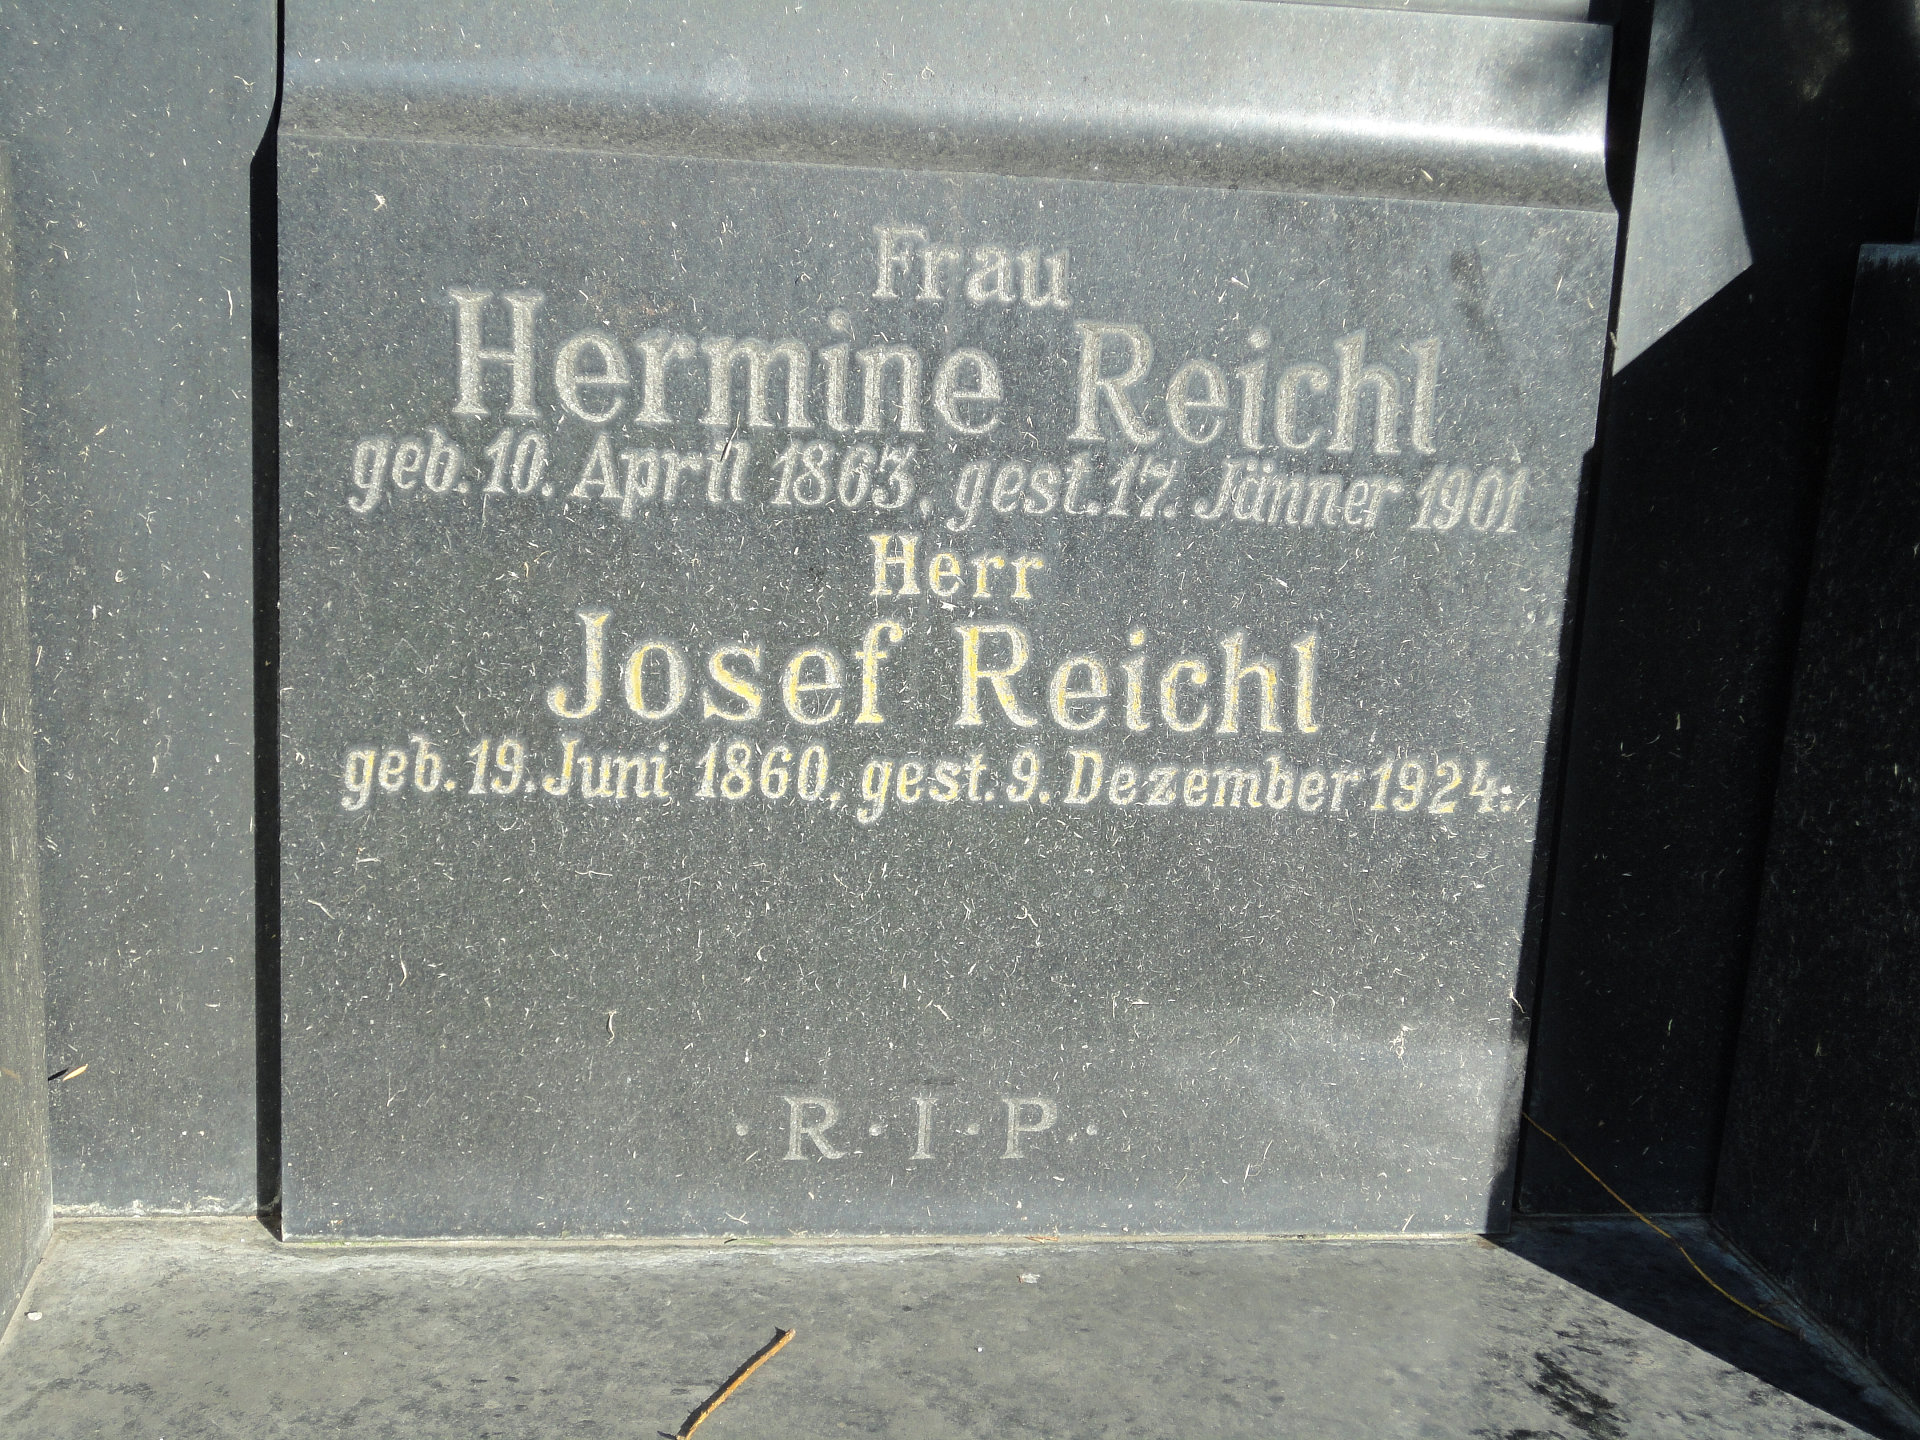 Frau
Hermine Reichl
geb. 10. April 1863, gest. 17. Jänner 1901
Herr
Josef Reichl
geb. 19. Juni 1860, gest. 9. Dezember 1924.
· R · I · P ·